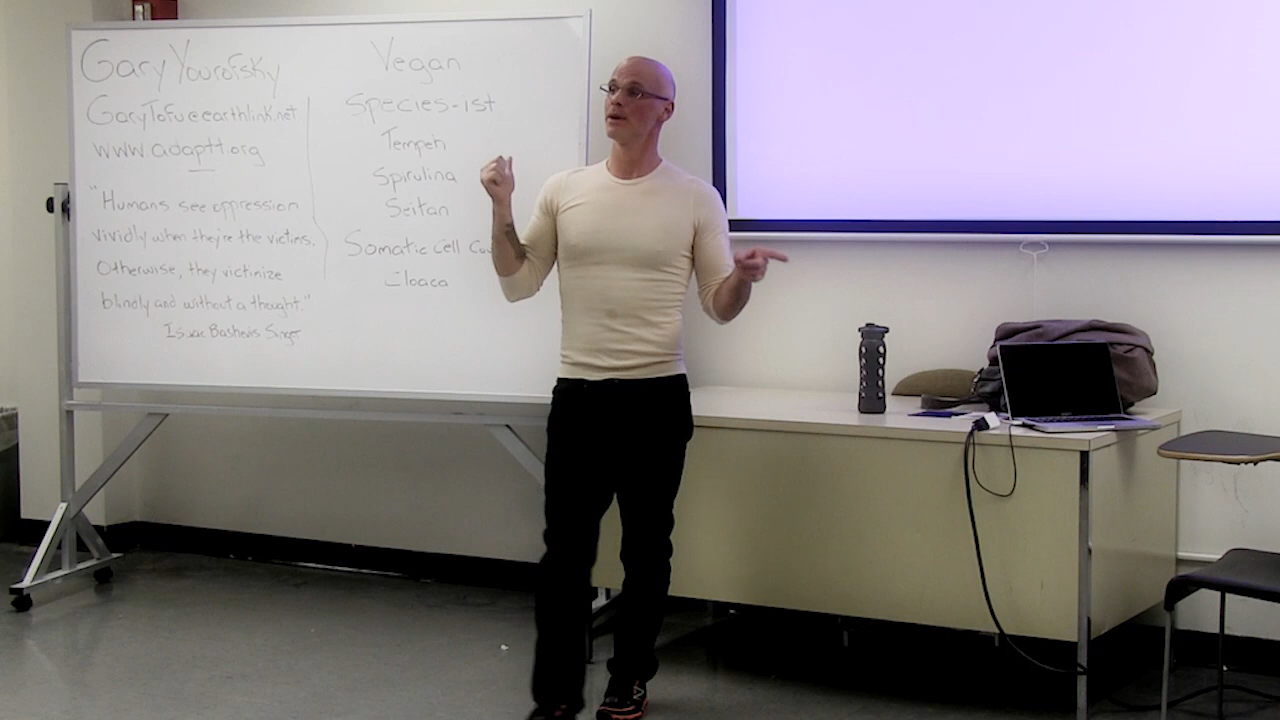 Gary Yourofsky
GaryTofu@earthlink.net
www.adaptt.org
"Humans see oppression
vividly when they're the victims.
Otherwise, they victimize
blindly and without a thought."
Isaac Bashevis Singer
Vegan
Species-ist
Tempeh
Spirulina
Seitan
Somatic Cell
Cloaca